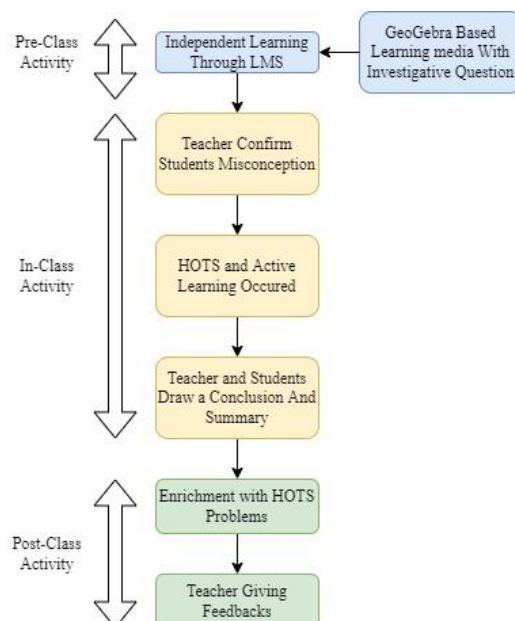 Pre-Class
Activity
Independent Learning
Through LMS
GeoGebra Based
Learning media With
Investigative Question
Teacher Confirm
Students Misconception
In-Class
Activity
HOTS and Active
Learning Occured
Teacher and Students
Draw a Conclusion And
Summary
Post-Class
Activity
Enrichment with HOTS
Problems
Teacher Giving
Feedbacks